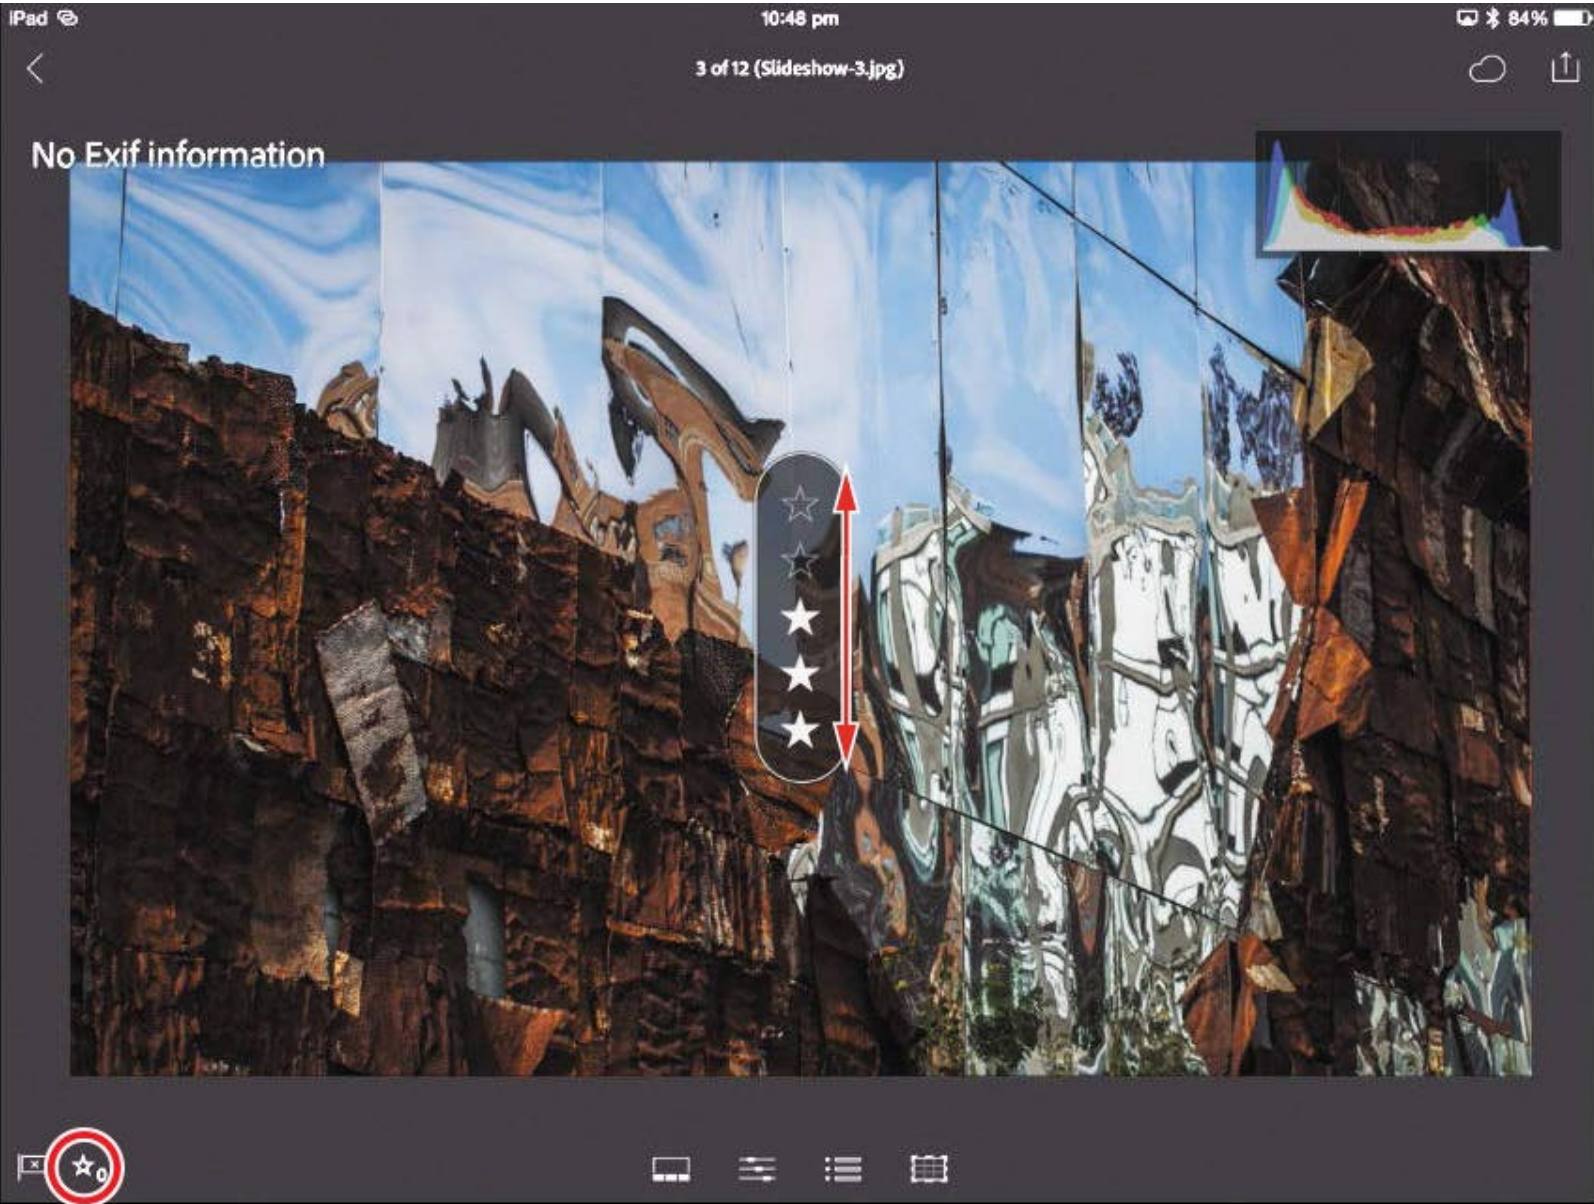 iPad
10:48 pm
84%
3 of 12 (Slideshow-3.jpg)
No Exif information
0